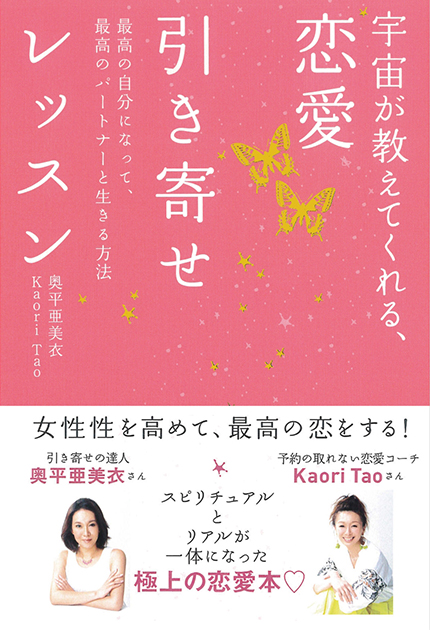 宇宙が教えてくれる、
恋愛
引き寄せ
レッスン
最高の自分になって、
最高のパートナーと生きる方法
奥平亜美衣
Kaori Tao
女性性を高めて、最高の恋をする!
引き寄せの達人
奥平亜美衣さん
予約の取れない恋愛コーチ
Kaori Taoさん
スピリチュアルと
リアルが
一体になった
極上の恋愛本♡